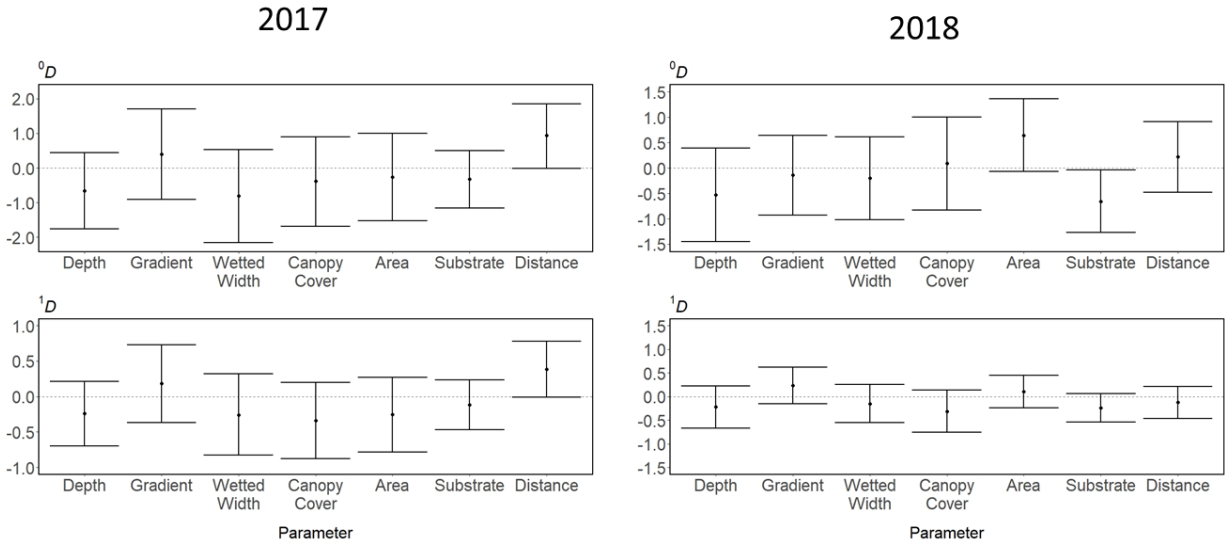 2017
⁰D
2.0
1.0
0.0
-1.0
-2.0
Depth Gradient Wetted Width Canopy Cover Area Substrate Distance
¹D
1.0
0.5
0.0
-0.5
-1.0
Depth Gradient Wetted Width Canopy Cover Area Substrate Distance
Parameter
2018
⁰D
1.5
1.0
0.5
0.0
-0.5
-1.0
-1.5
Depth Gradient Wetted Width Canopy Cover Area Substrate Distance
¹D
1.5
1.0
0.5
0.0
-0.5
-1.0
-1.5
Depth Gradient Wetted Width Canopy Cover Area Substrate Distance
Parameter